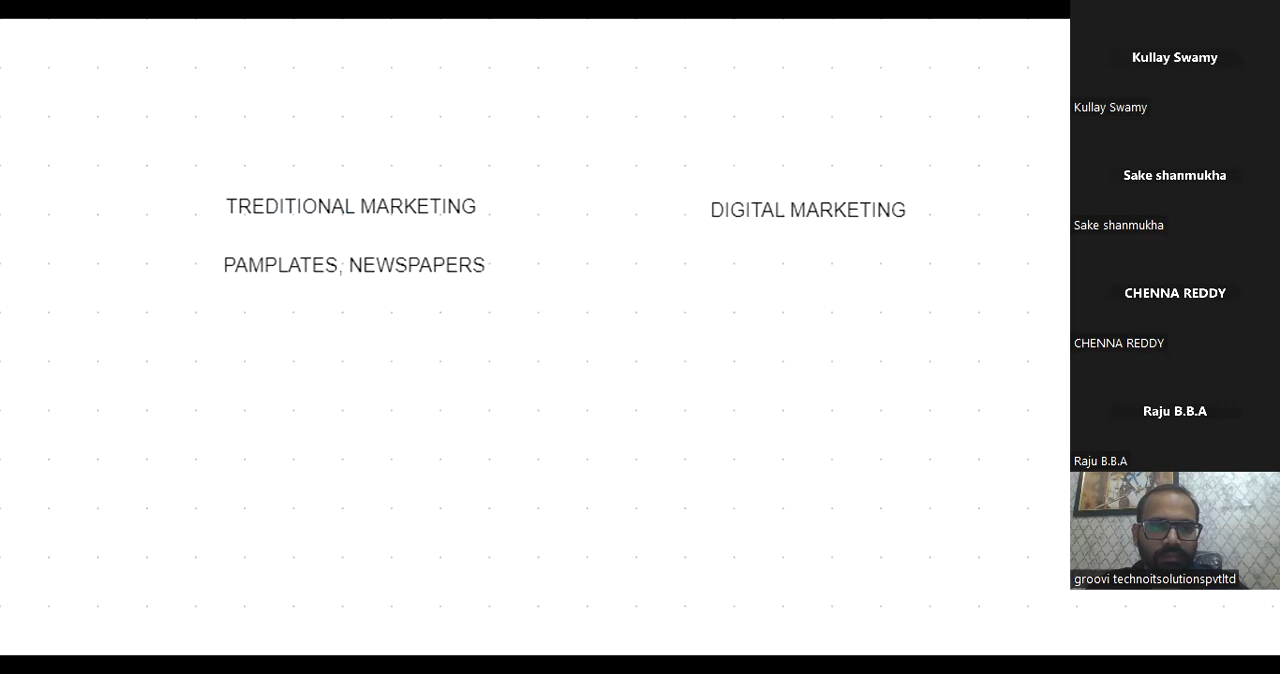 TREDITIONAL MARKETING
DIGITAL MARKETING
PAMPLATES, NEWSPAPERS
Kullay Swamy
Kullay Swamy
Sake shanmukha
Sake shanmukha
CHENNA REDDY
CHENNA REDDY
Raju B.B.A
Raju B.B.A
groovi technoitsolutionspvtltd